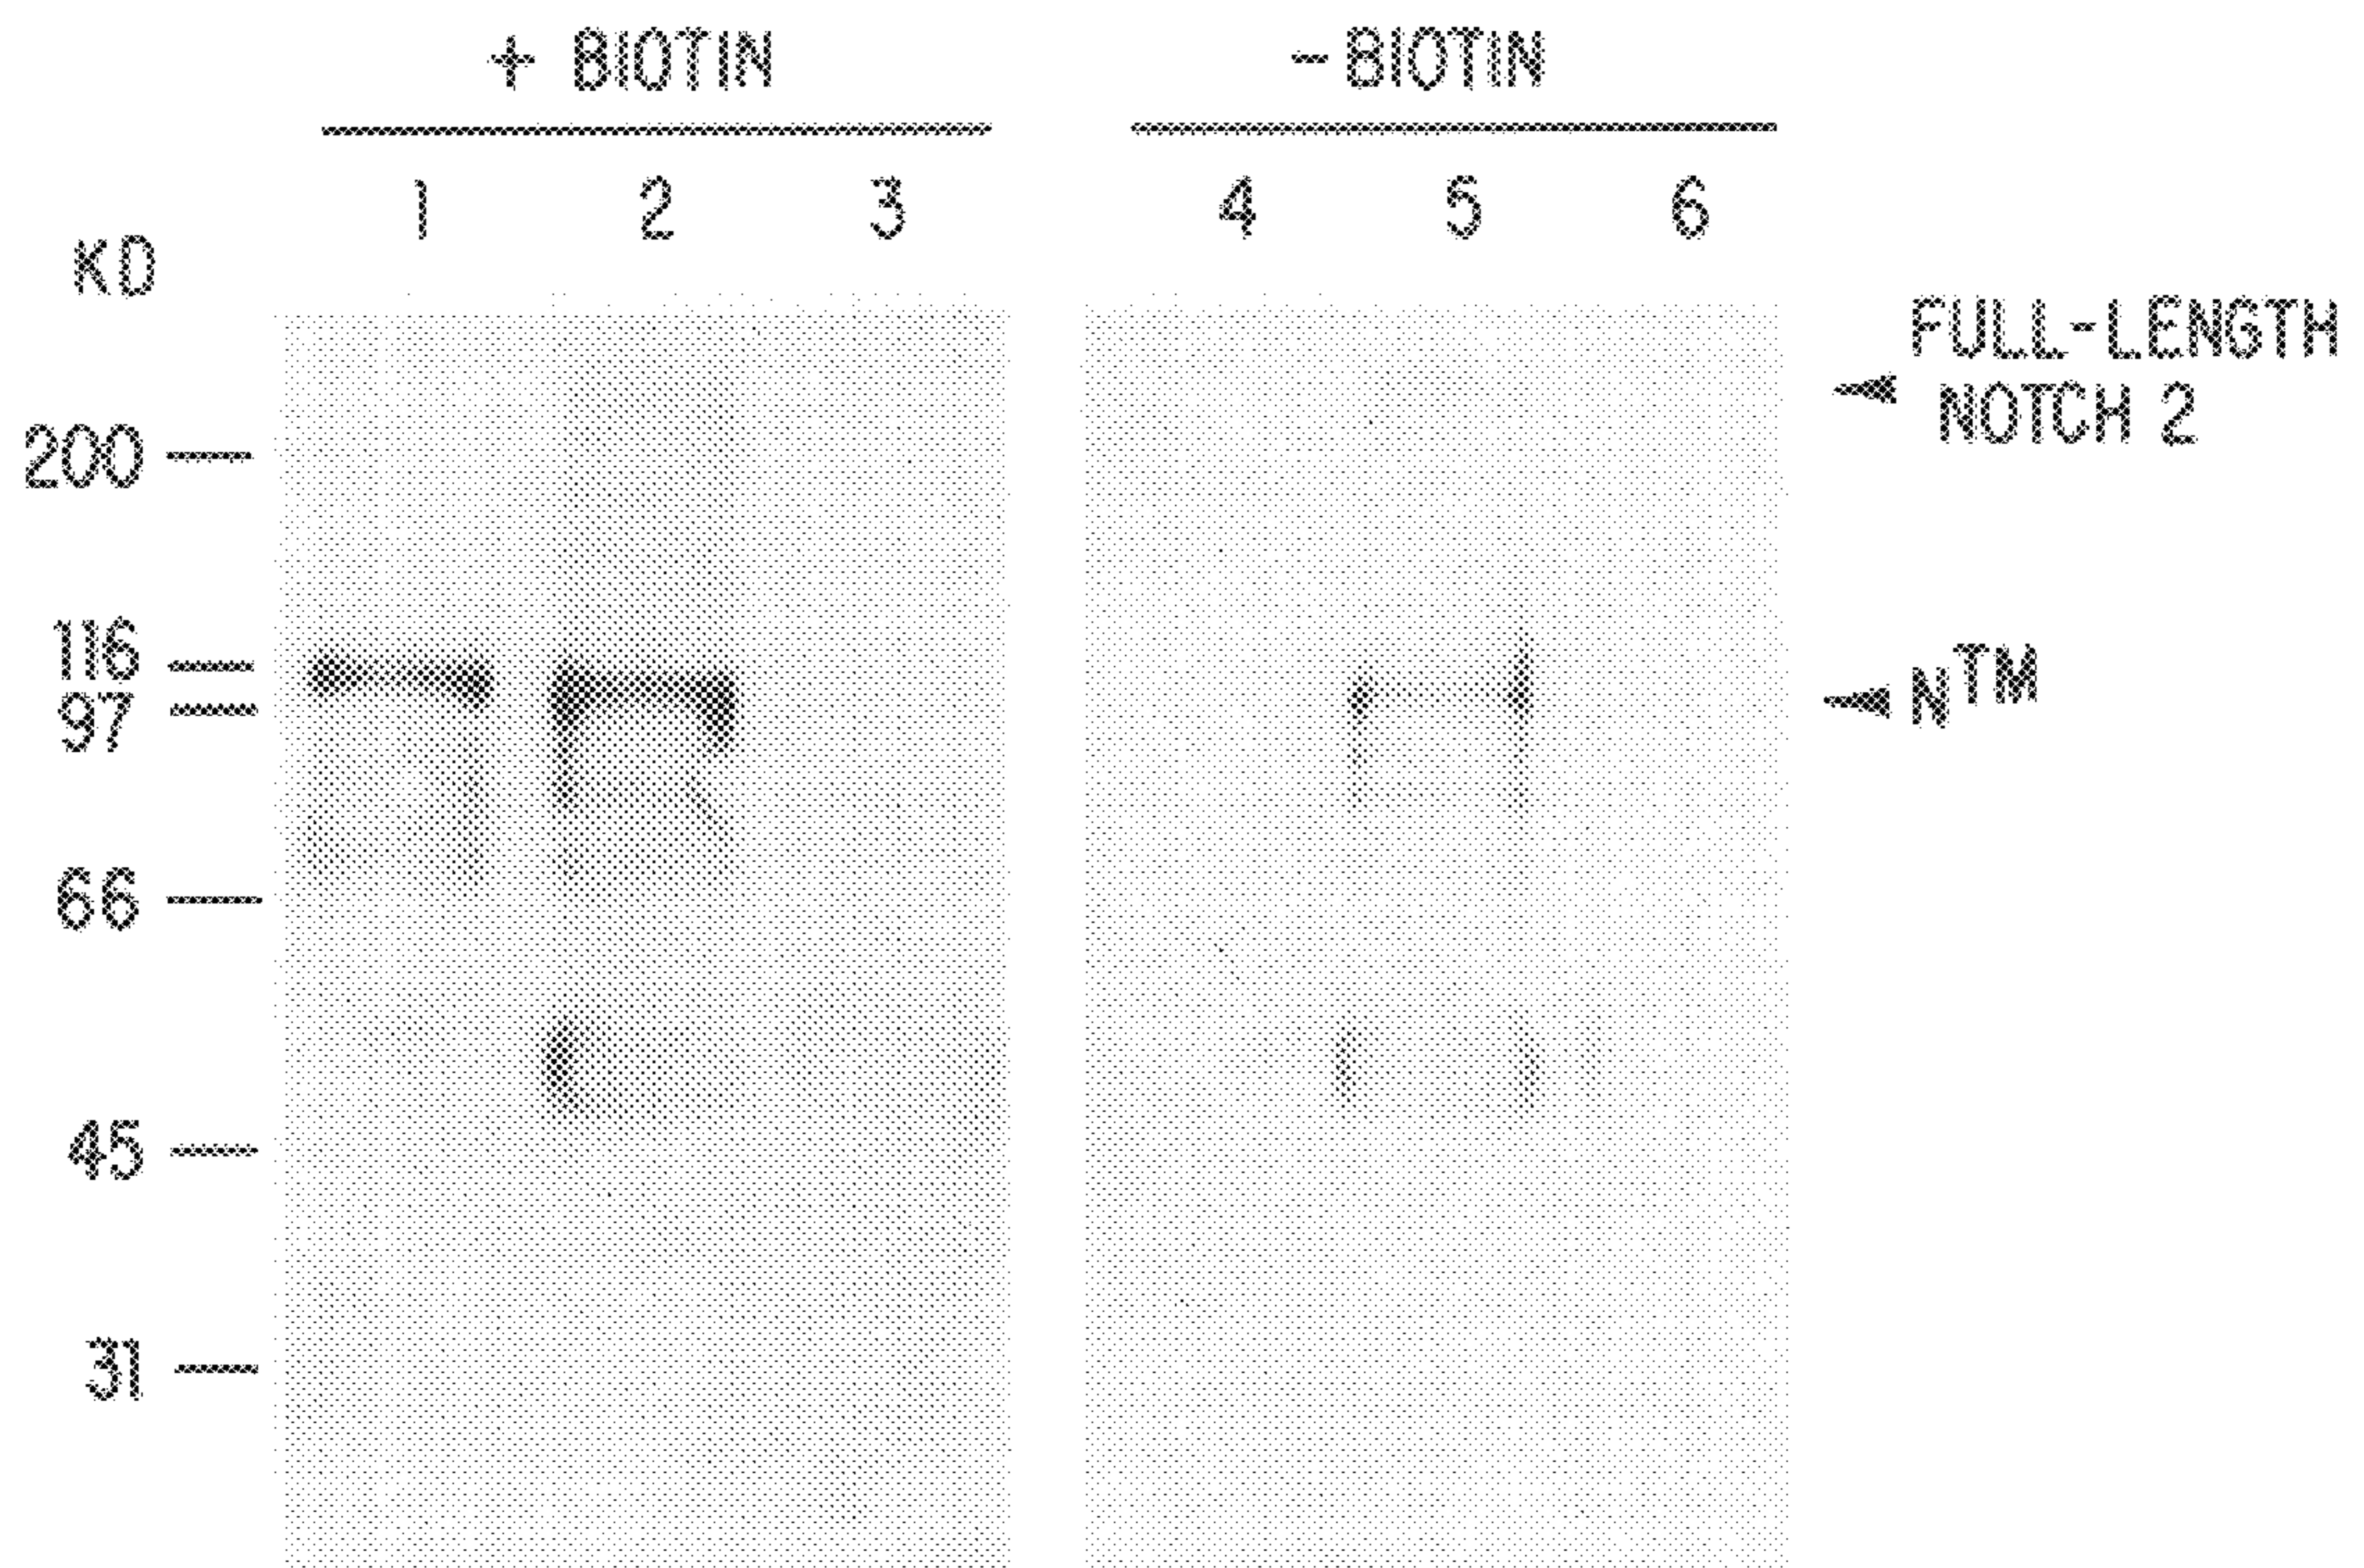 + BIOTIN
- BIOTIN
1 2 3
4 5 6
KD
FULL-LENGTH
NOTCH 2
200
116
97
NTM
66
45
31